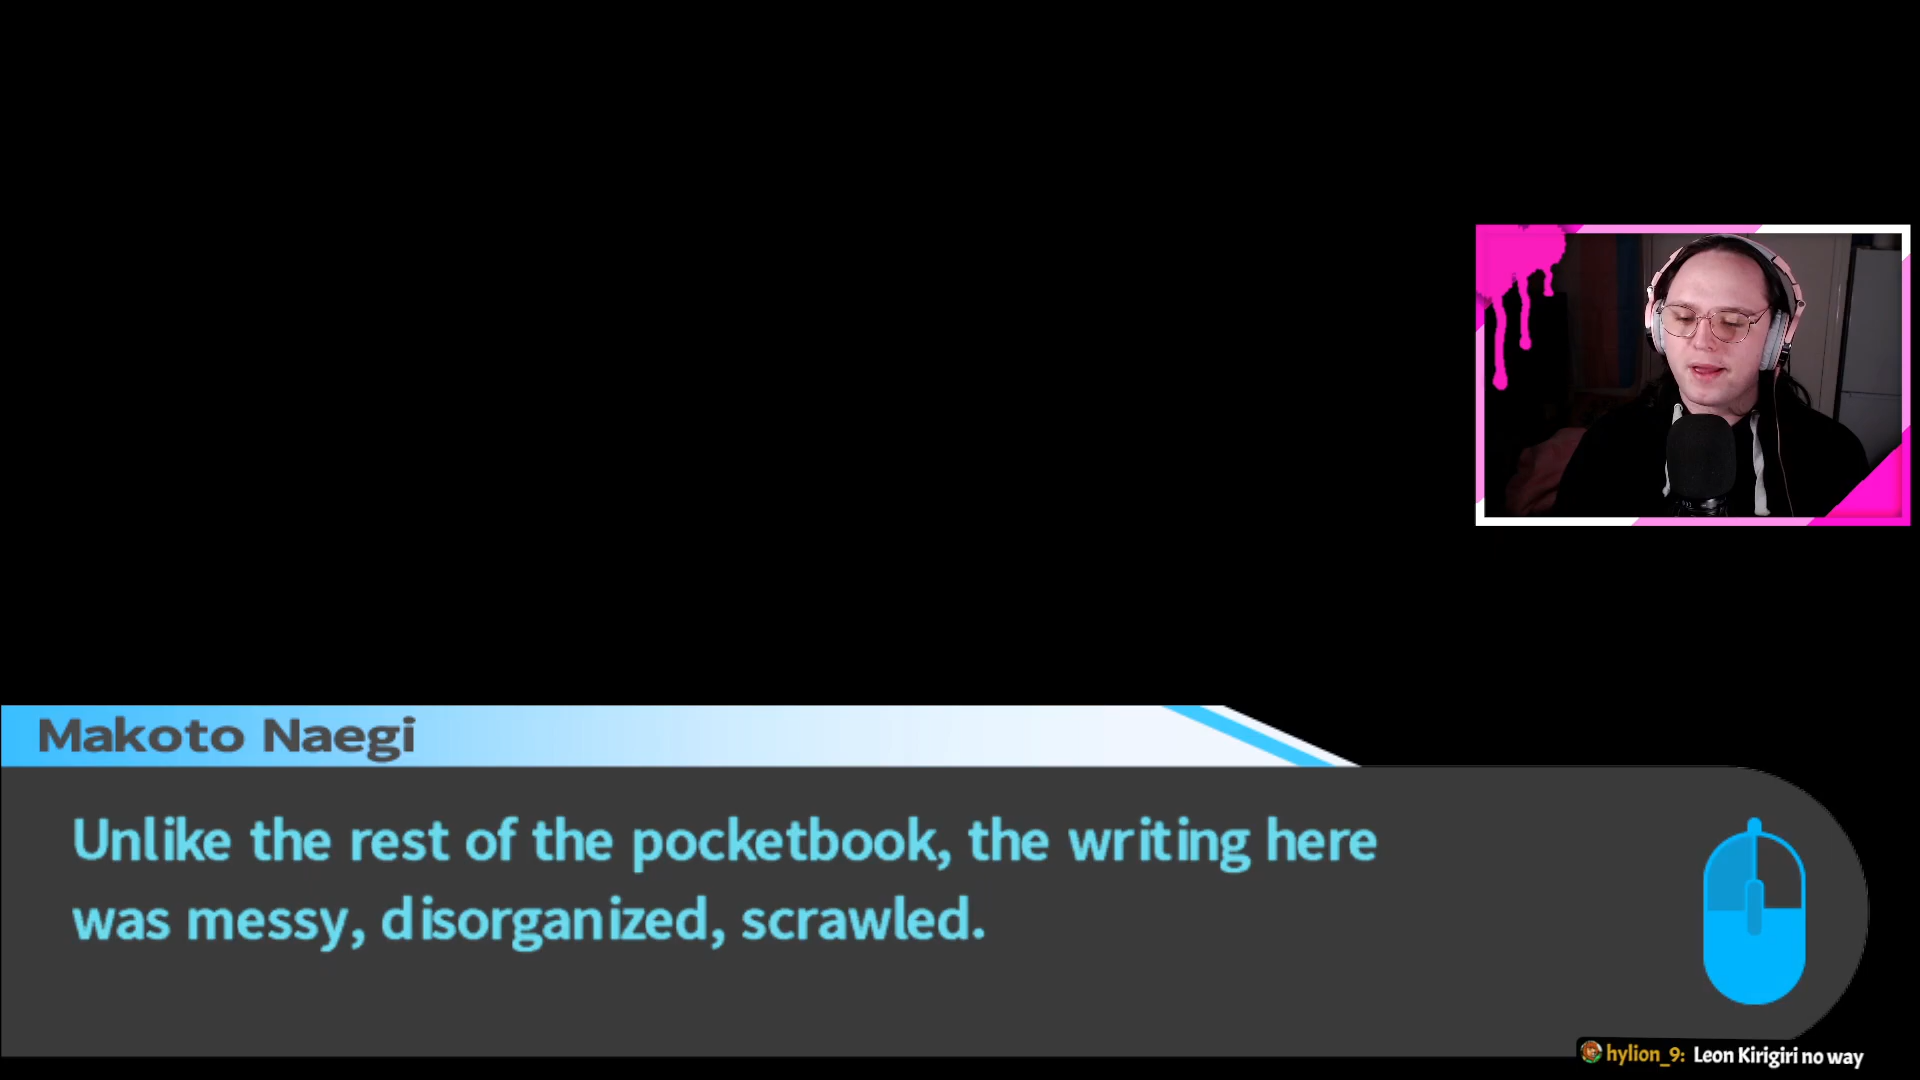 Makoto Naegi
Unlike the rest of the pocketbook, the writing here
was messy, disorganized, scrawled.
hylion_9: Leon Kirigiri no way